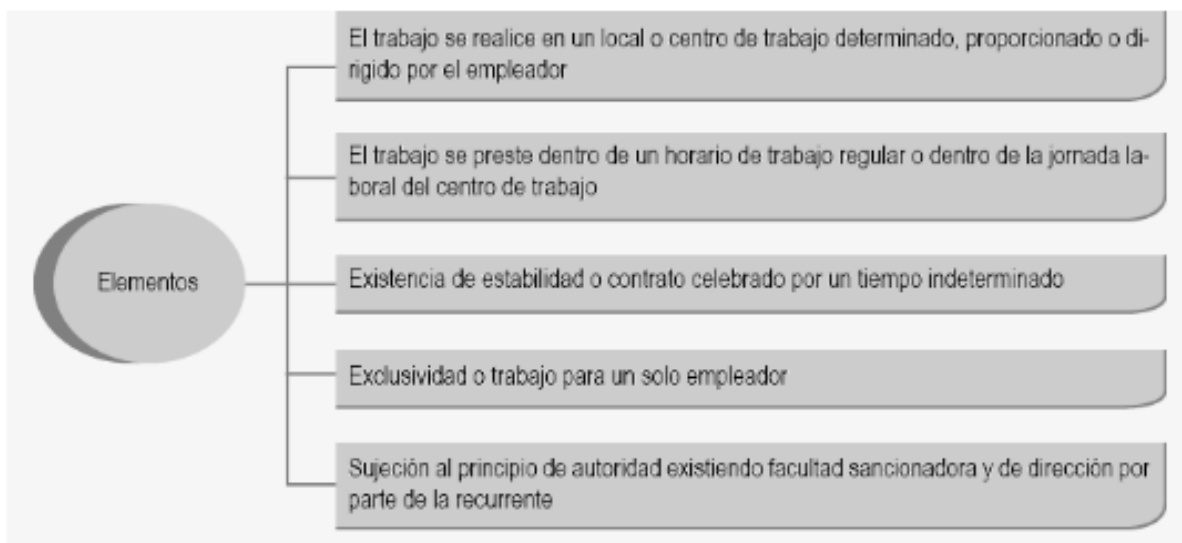 El trabajo se realice en un local o centro de trabajo determinado, proporcionado o di-
rigido por el empleador
El trabajo se preste dentro de un horario de trabajo regular o dentro de la jornada la-
boral del centro de trabajo
Elementos
Existencia de estabilidad o contrato celebrado por un tiempo indeterminado
Exclusividad o trabajo para un solo empleador
Sujeción al principio de autoridad existiendo facultad sancionadora y de dirección por
parte de la recurrente